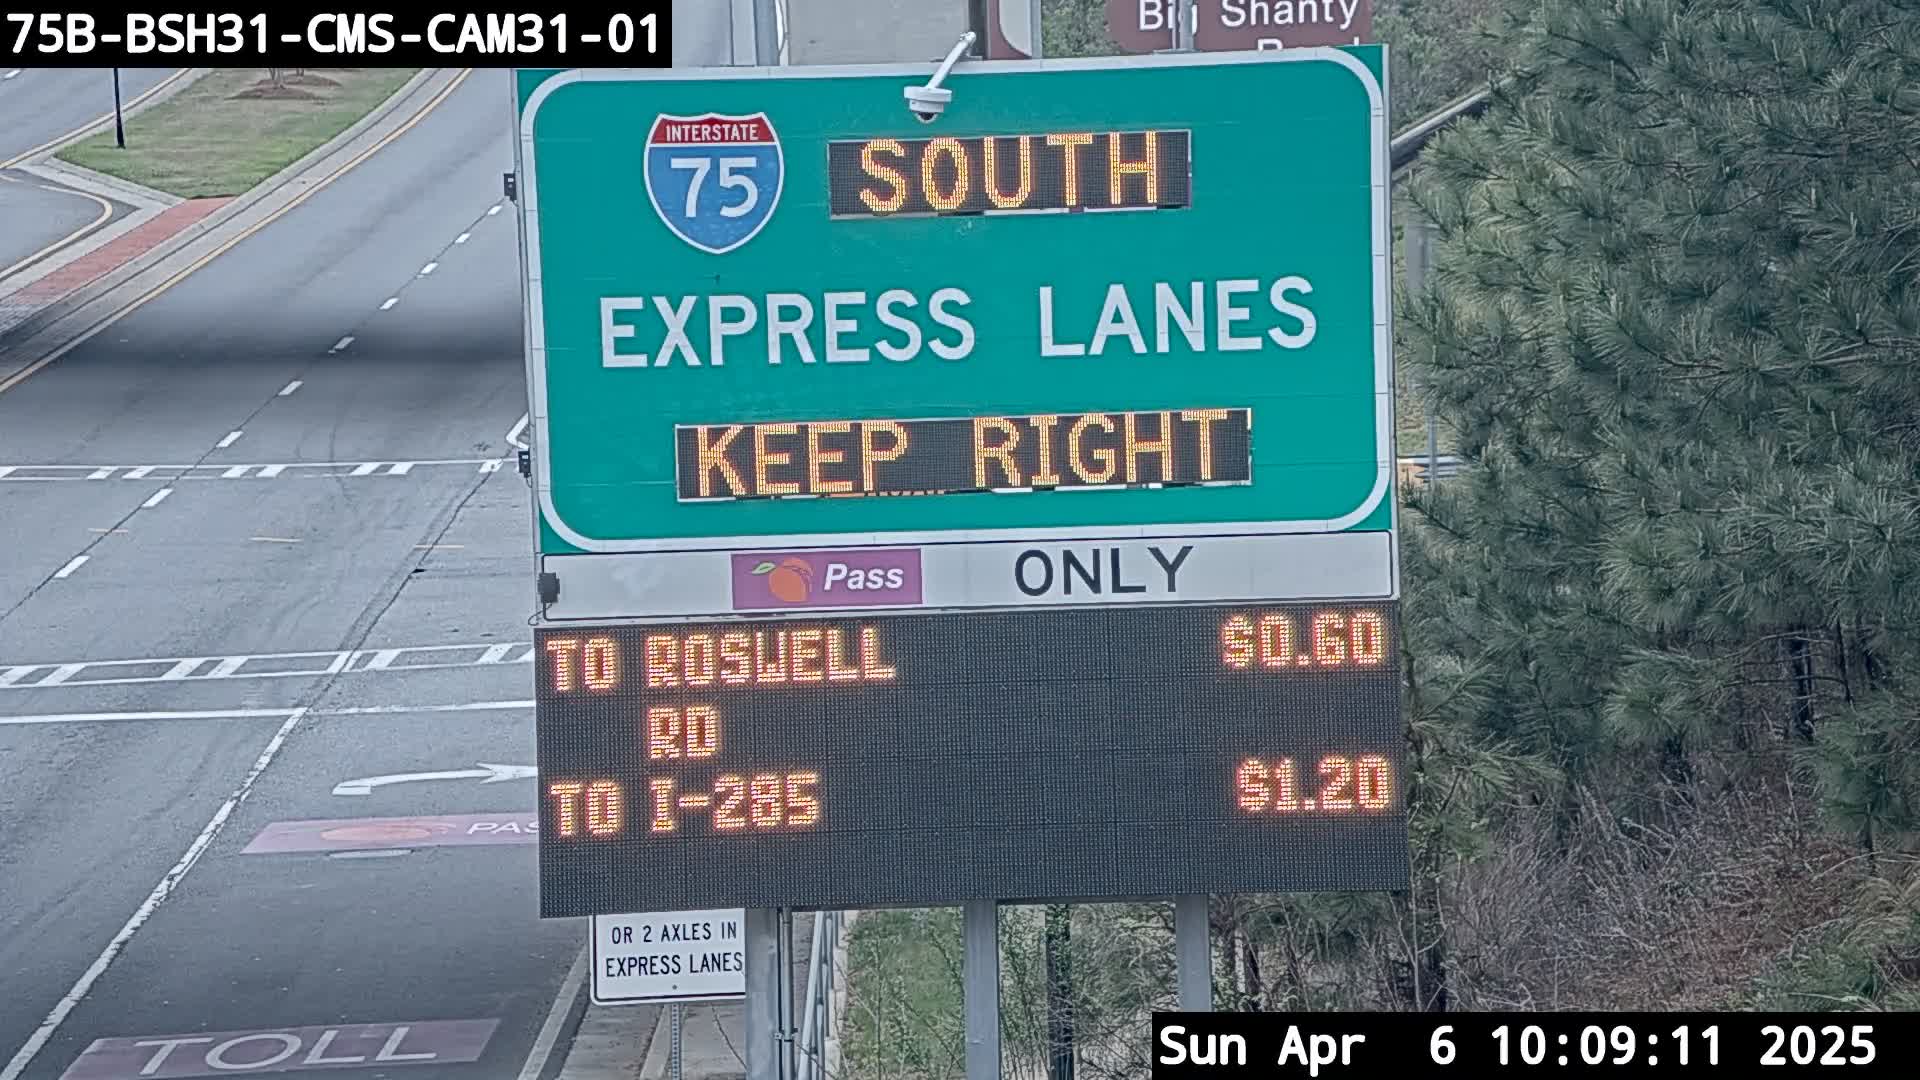 75B-BSH31-CMS-CAM31-01
Big Shanty
Road
INTERSTATE
75
SOUTH
EXPRESS LANES
KEEP RIGHT
Pass
ONLY
TO ROSWELL $0.60
RD
TO I-285 $1.20
PAS
OR 2 AXLES IN
EXPRESS LANES
TOLL
Sun Apr 6 10:09:11 2025